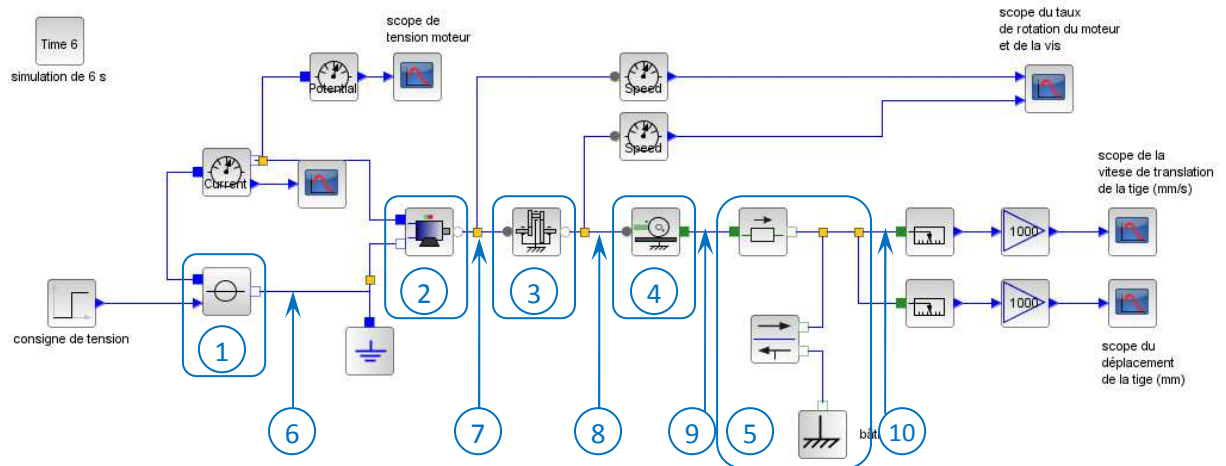 Time 6
simulation de 6 s
scope de
tension moteur
scope du taux
de rotation du moteur
et de la vis
Potential
Speed
Speed
Current
scope de la
vitese de translation
de la tige (mm/s)
1000
1000
consigne de tension
scope du
déplacement
de la tige (mm)
1
2
3
4
5
6
7
8
9
10